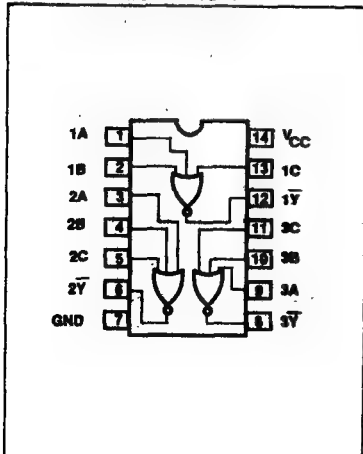 1A 1 14 VCC
1B 2 13 1C
2A 3 12 1Y̅
2B 4 11 3C
2C 5 10 3B
2Y̅ 6 9 3A
GND 7 8 3Y̅